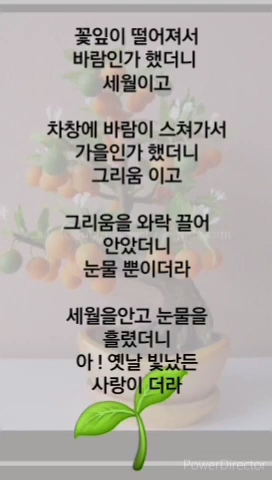 꽃잎이 떨어져서
바람인가 했더니
세월이고
차창에 바람이 스쳐가서
가을인가 했더니
그리움 이고
그리움을 와락 끌어
안았더니
눈물 뿐이더라
세월을안고 눈물을
흘렸더니
아 ! 옛날 빛났든
사랑이 더라
PowerDirector